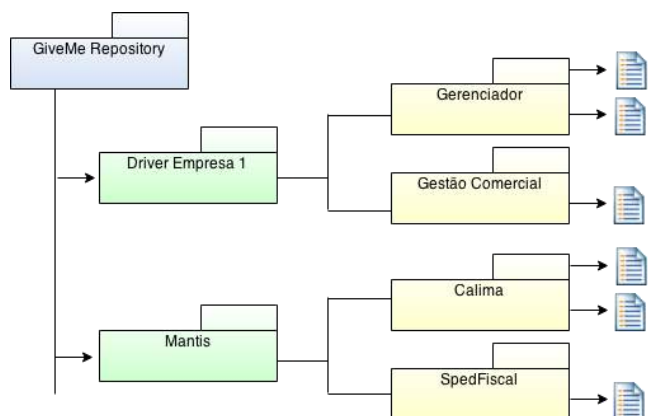 GiveMe Repository
Gerenciador
Driver Empresa 1
Gestão Comercial
Calima
Mantis
SpedFiscal